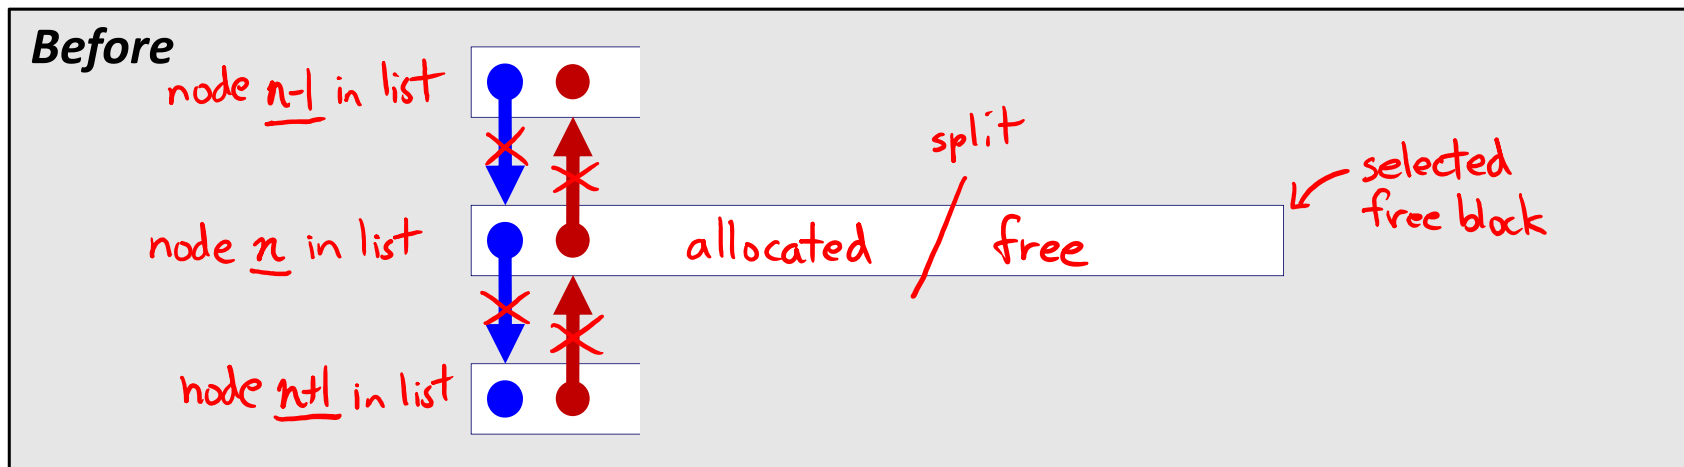 Before
node n-1 in list
split
selected
free block
node n in list
allocated / free
node n+1 in list